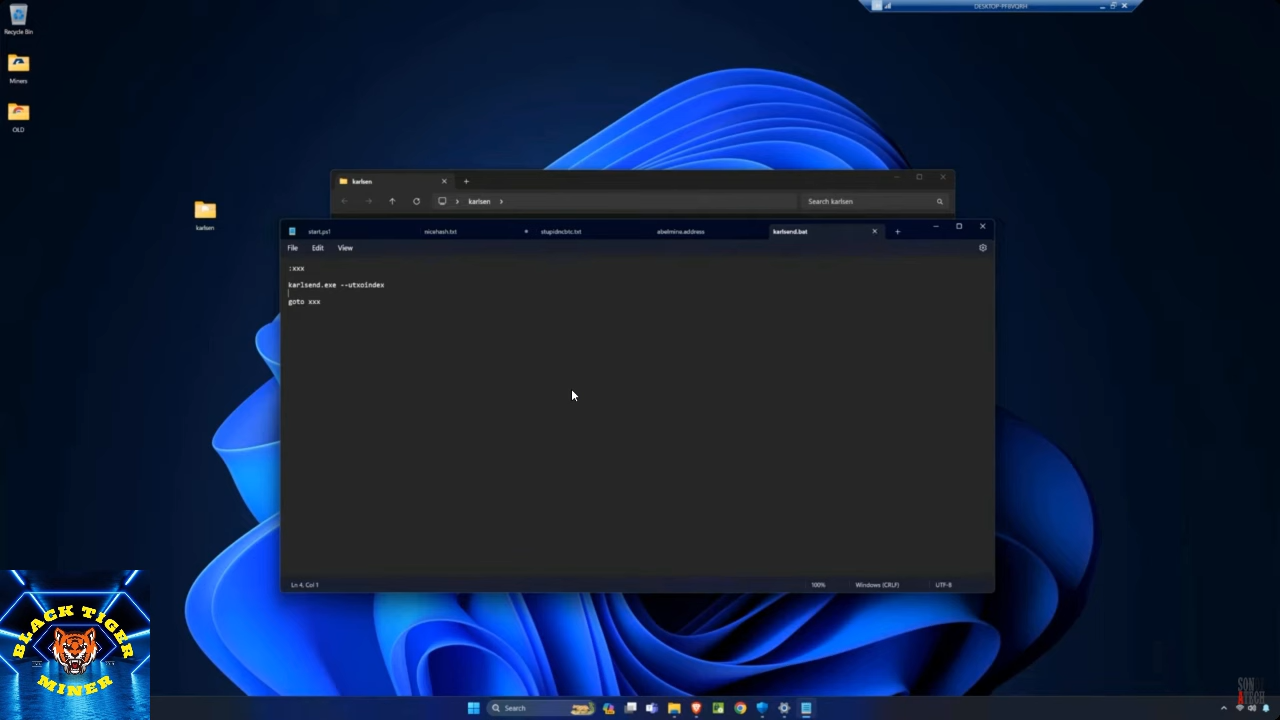 Recycle Bin
DESKTOP-PF8VQRH
Miners
OLD
karlsen
karlsen
karlsen
Search karlsen
start.ps1
nicehash.txt
stupidncbtc.txt
abelmine.address
karlsend.bat
File
Edit
View
:xxx
karlsend.exe --utxoindex
goto xxx
Ln 4, Col 1
100%
Windows (CRLF)
UTF-8
BLACK TIGER
MINER
Search